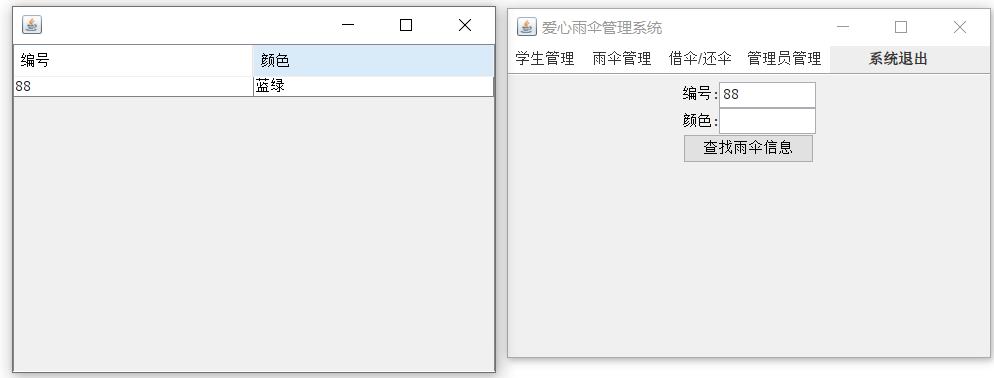 编号 颜色
88 蓝绿
爱心雨伞管理系统
学生管理 雨伞管理 借伞/还伞 管理员管理 系统退出
编号:88
颜色:
查找雨伞信息